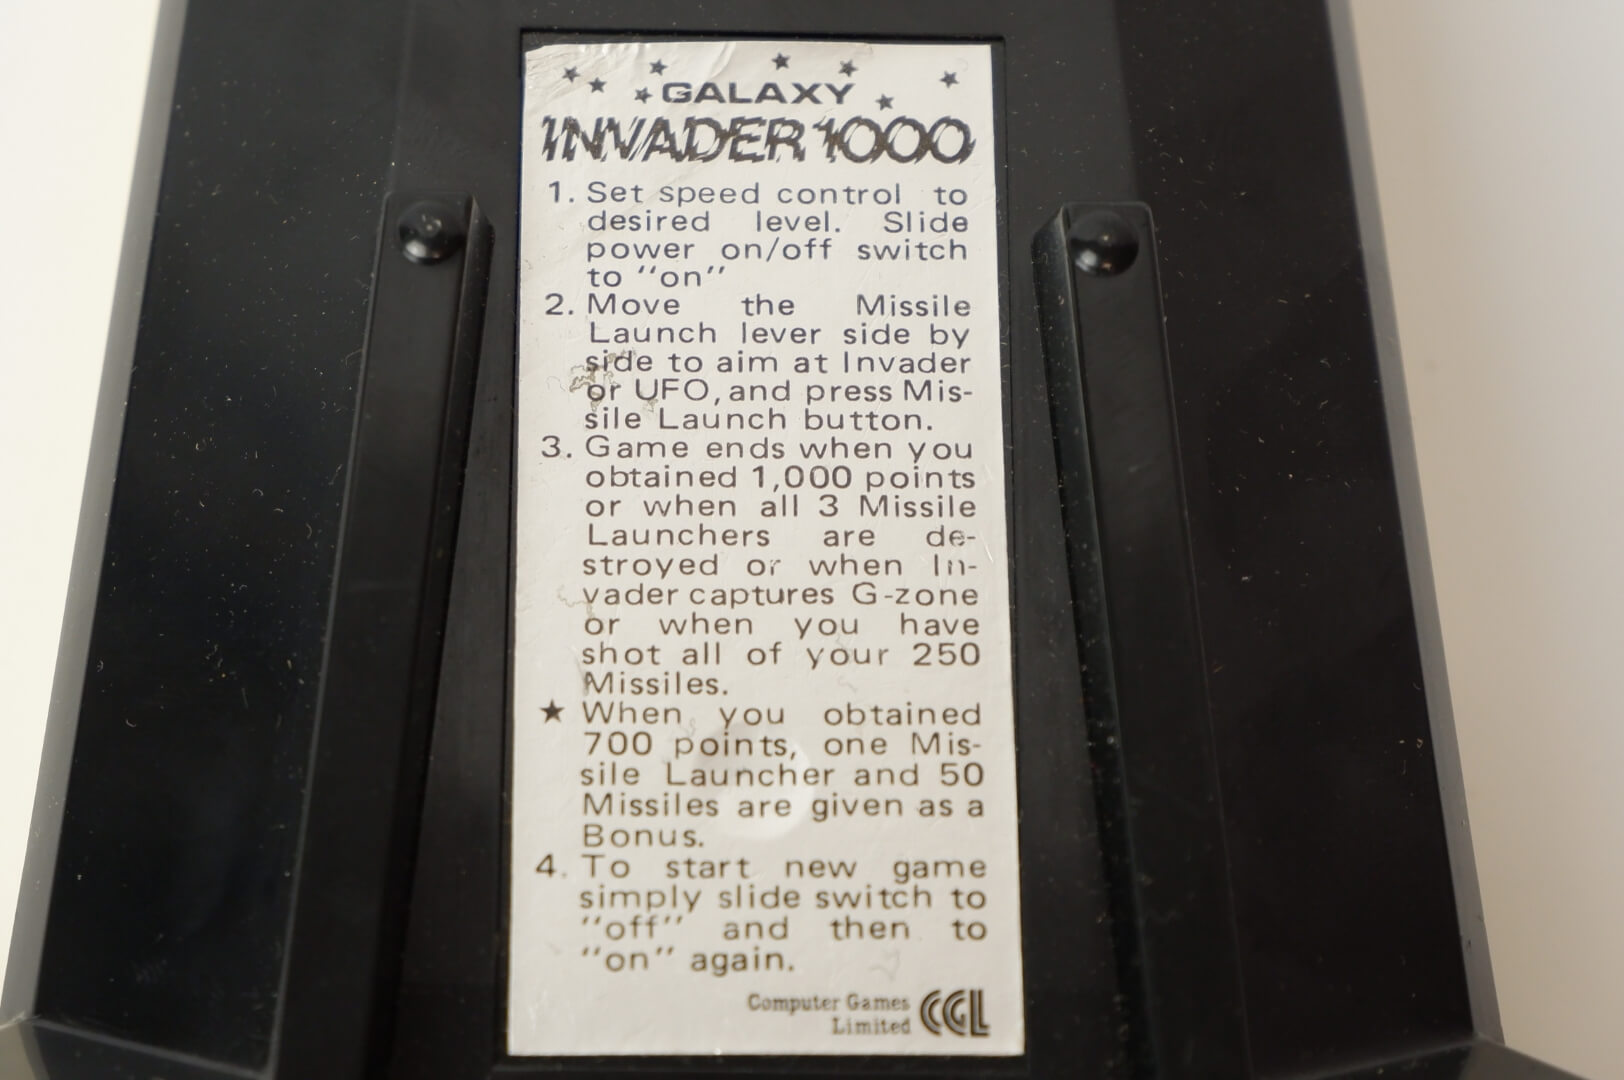 GALAXY
INVADER 1000
1. Set speed control to
desired level. Slide
power on/off switch
to "on"
2. Move the Missile
Launch lever side by
side to aim at Invader
or UFO, and press Mis-
sile Launch button.
3. Game ends when you
obtained 1,000 points
or when all 3 Missile
Launchers are de-
stroyed or when In-
vader captures G-zone
or when you have
shot all of your 250
Missiles.
★ When you obtained
700 points, one Mis-
sile Launcher and 50
Missiles are given as a
Bonus.
4. To start new game
simply slide switch to
"off" and then to
"on" again.
Computer Games
Limited
CGL